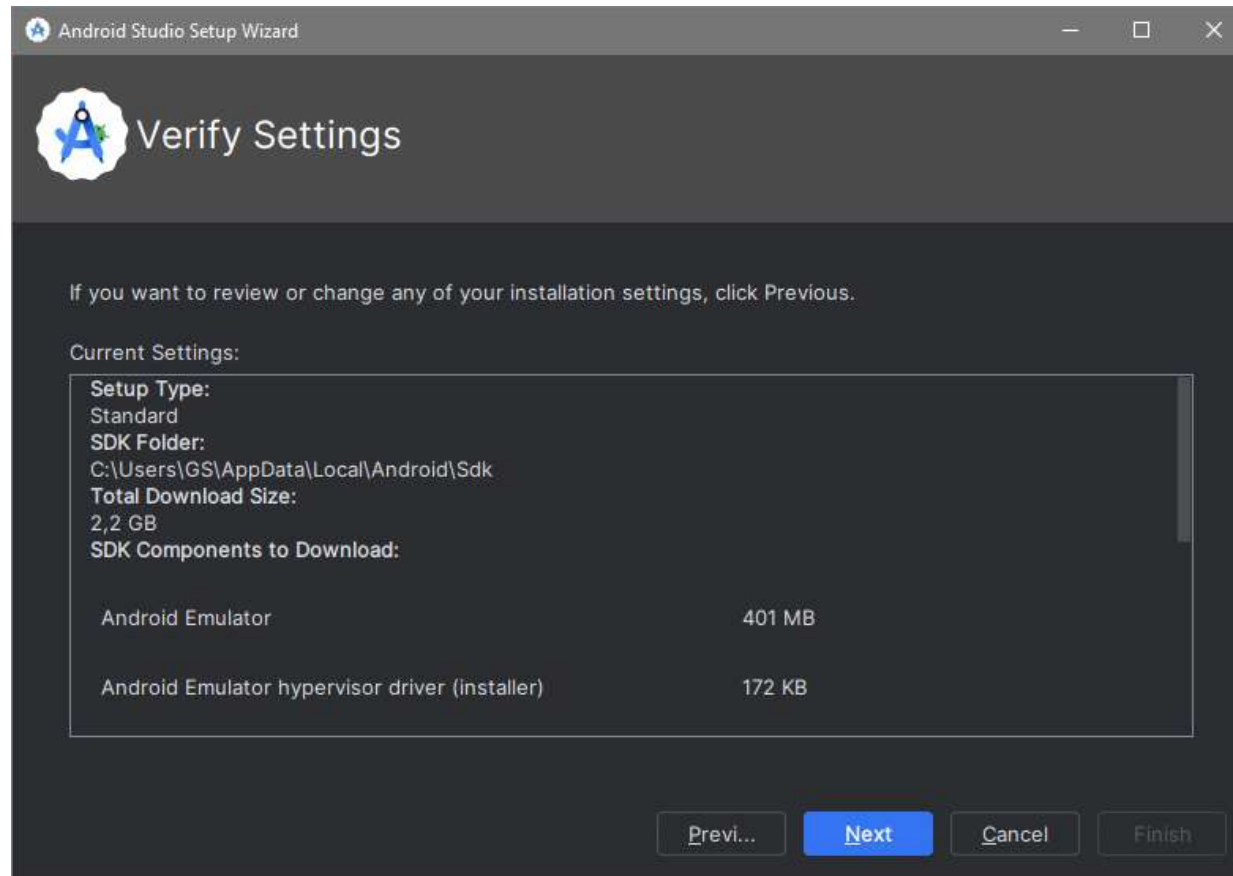 Android Studio Setup Wizard
Verify Settings
If you want to review or change any of your installation settings, click Previous.
Current Settings:
Setup Type:
Standard
SDK Folder:
C:\Users\GS\AppData\Local\Android\Sdk
Total Download Size:
2,2 GB
SDK Components to Download:
Android Emulator 401 MB
Android Emulator hypervisor driver (installer) 172 KB
Previ... Next Cancel Finish